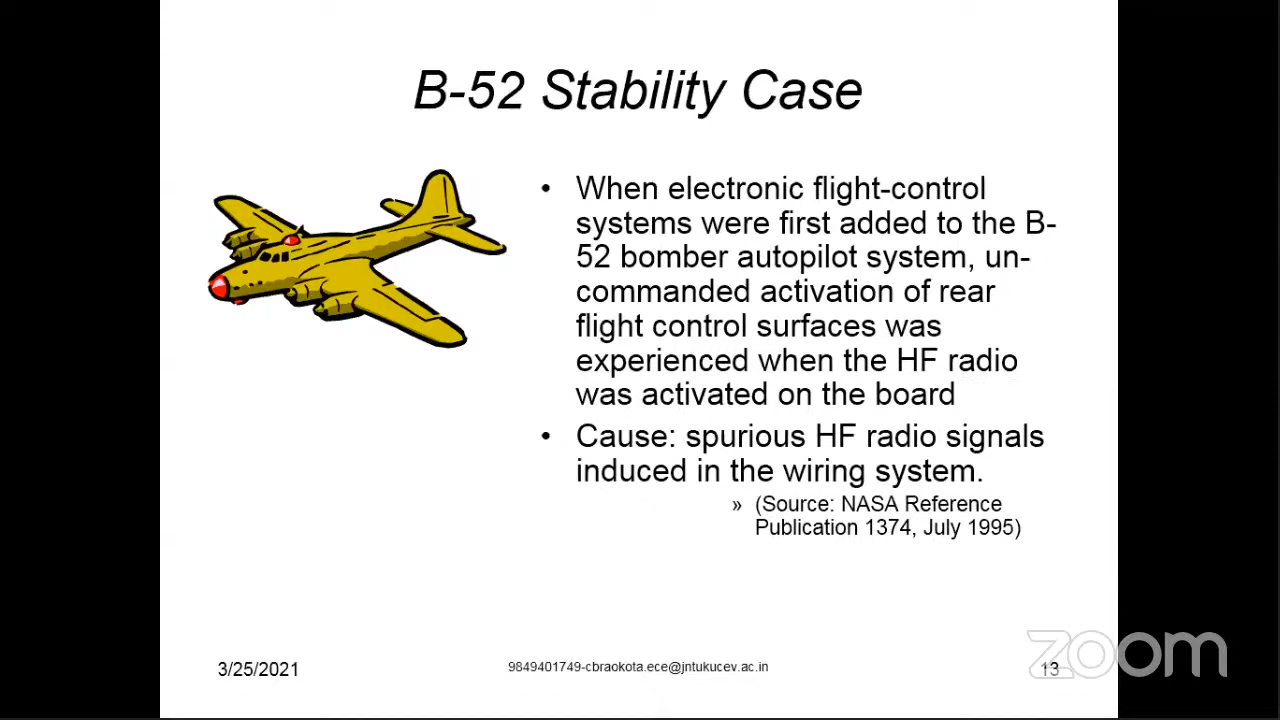 B-52 Stability Case
• When electronic flight-control
systems were first added to the B-
52 bomber autopilot system, un-
commanded activation of rear
flight control surfaces was
experienced when the HF radio
was activated on the board
• Cause: spurious HF radio signals
induced in the wiring system.
» (Source: NASA Reference
Publication 1374, July 1995)
3/25/2021
9849401749-cbraokota.ece@jntukucev.ac.in
13
zoom